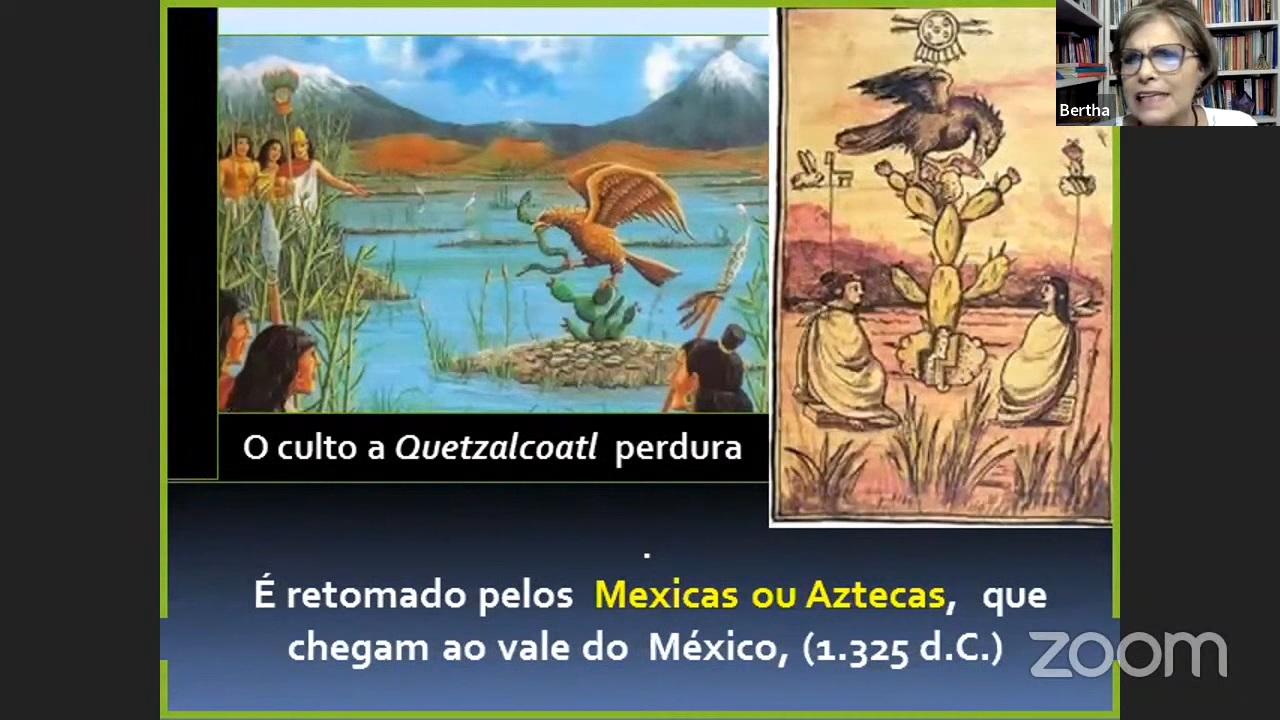 Bertha
O culto a Quetzalcoatl perdura
.
É retomado pelos Mexicas ou Aztecas, que
chegam ao vale do México, (1.325 d.C.)
zoom